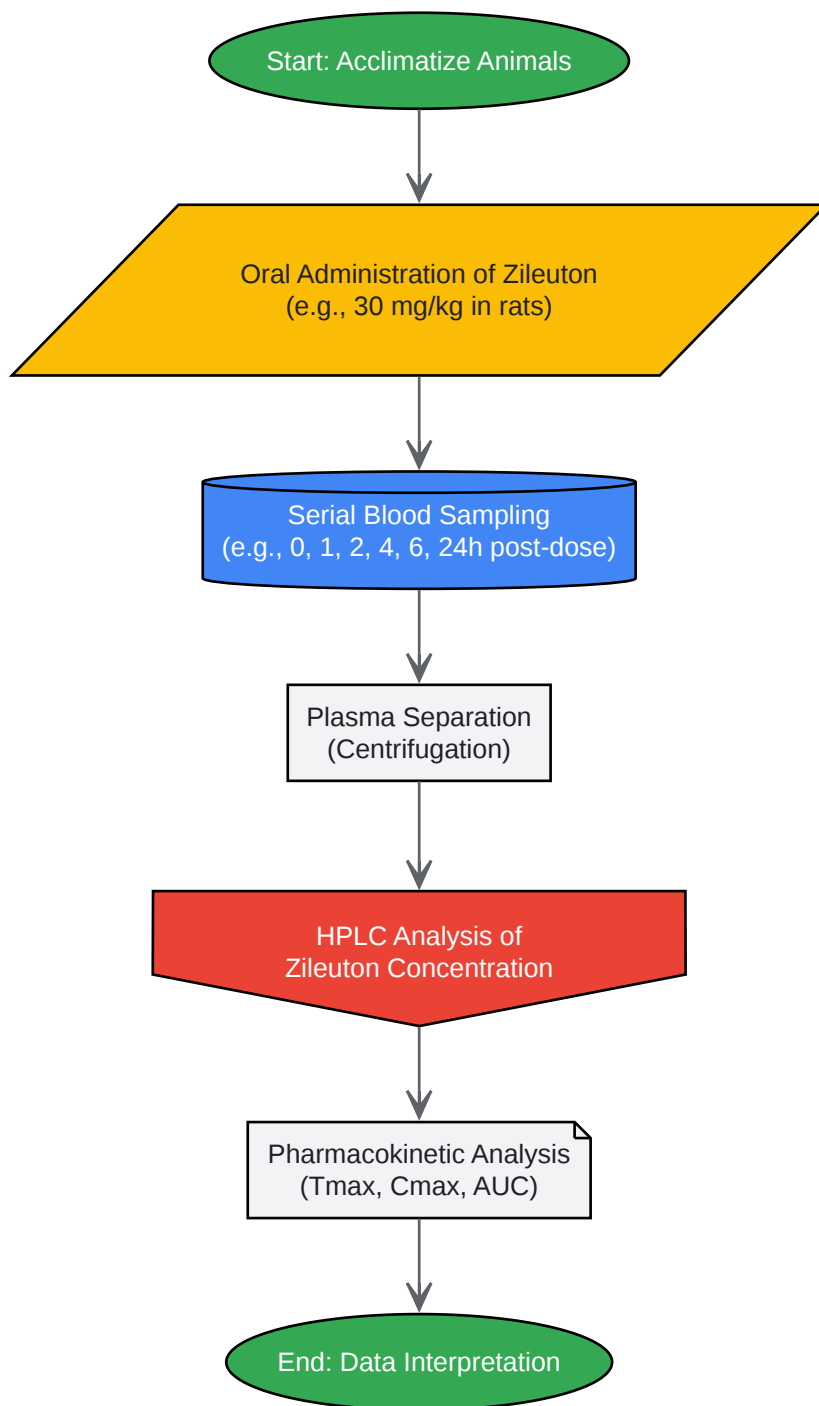 Start: Acclimatize Animals
Oral Administration of Zileuton
(e.g., 30 mg/kg in rats)
Serial Blood Sampling
(e.g., 0, 1, 2, 4, 6, 24h post-dose)
Plasma Separation
(Centrifugation)
HPLC Analysis of
Zileuton Concentration
Pharmacokinetic Analysis
(Tmax, Cmax, AUC)
End: Data Interpretation